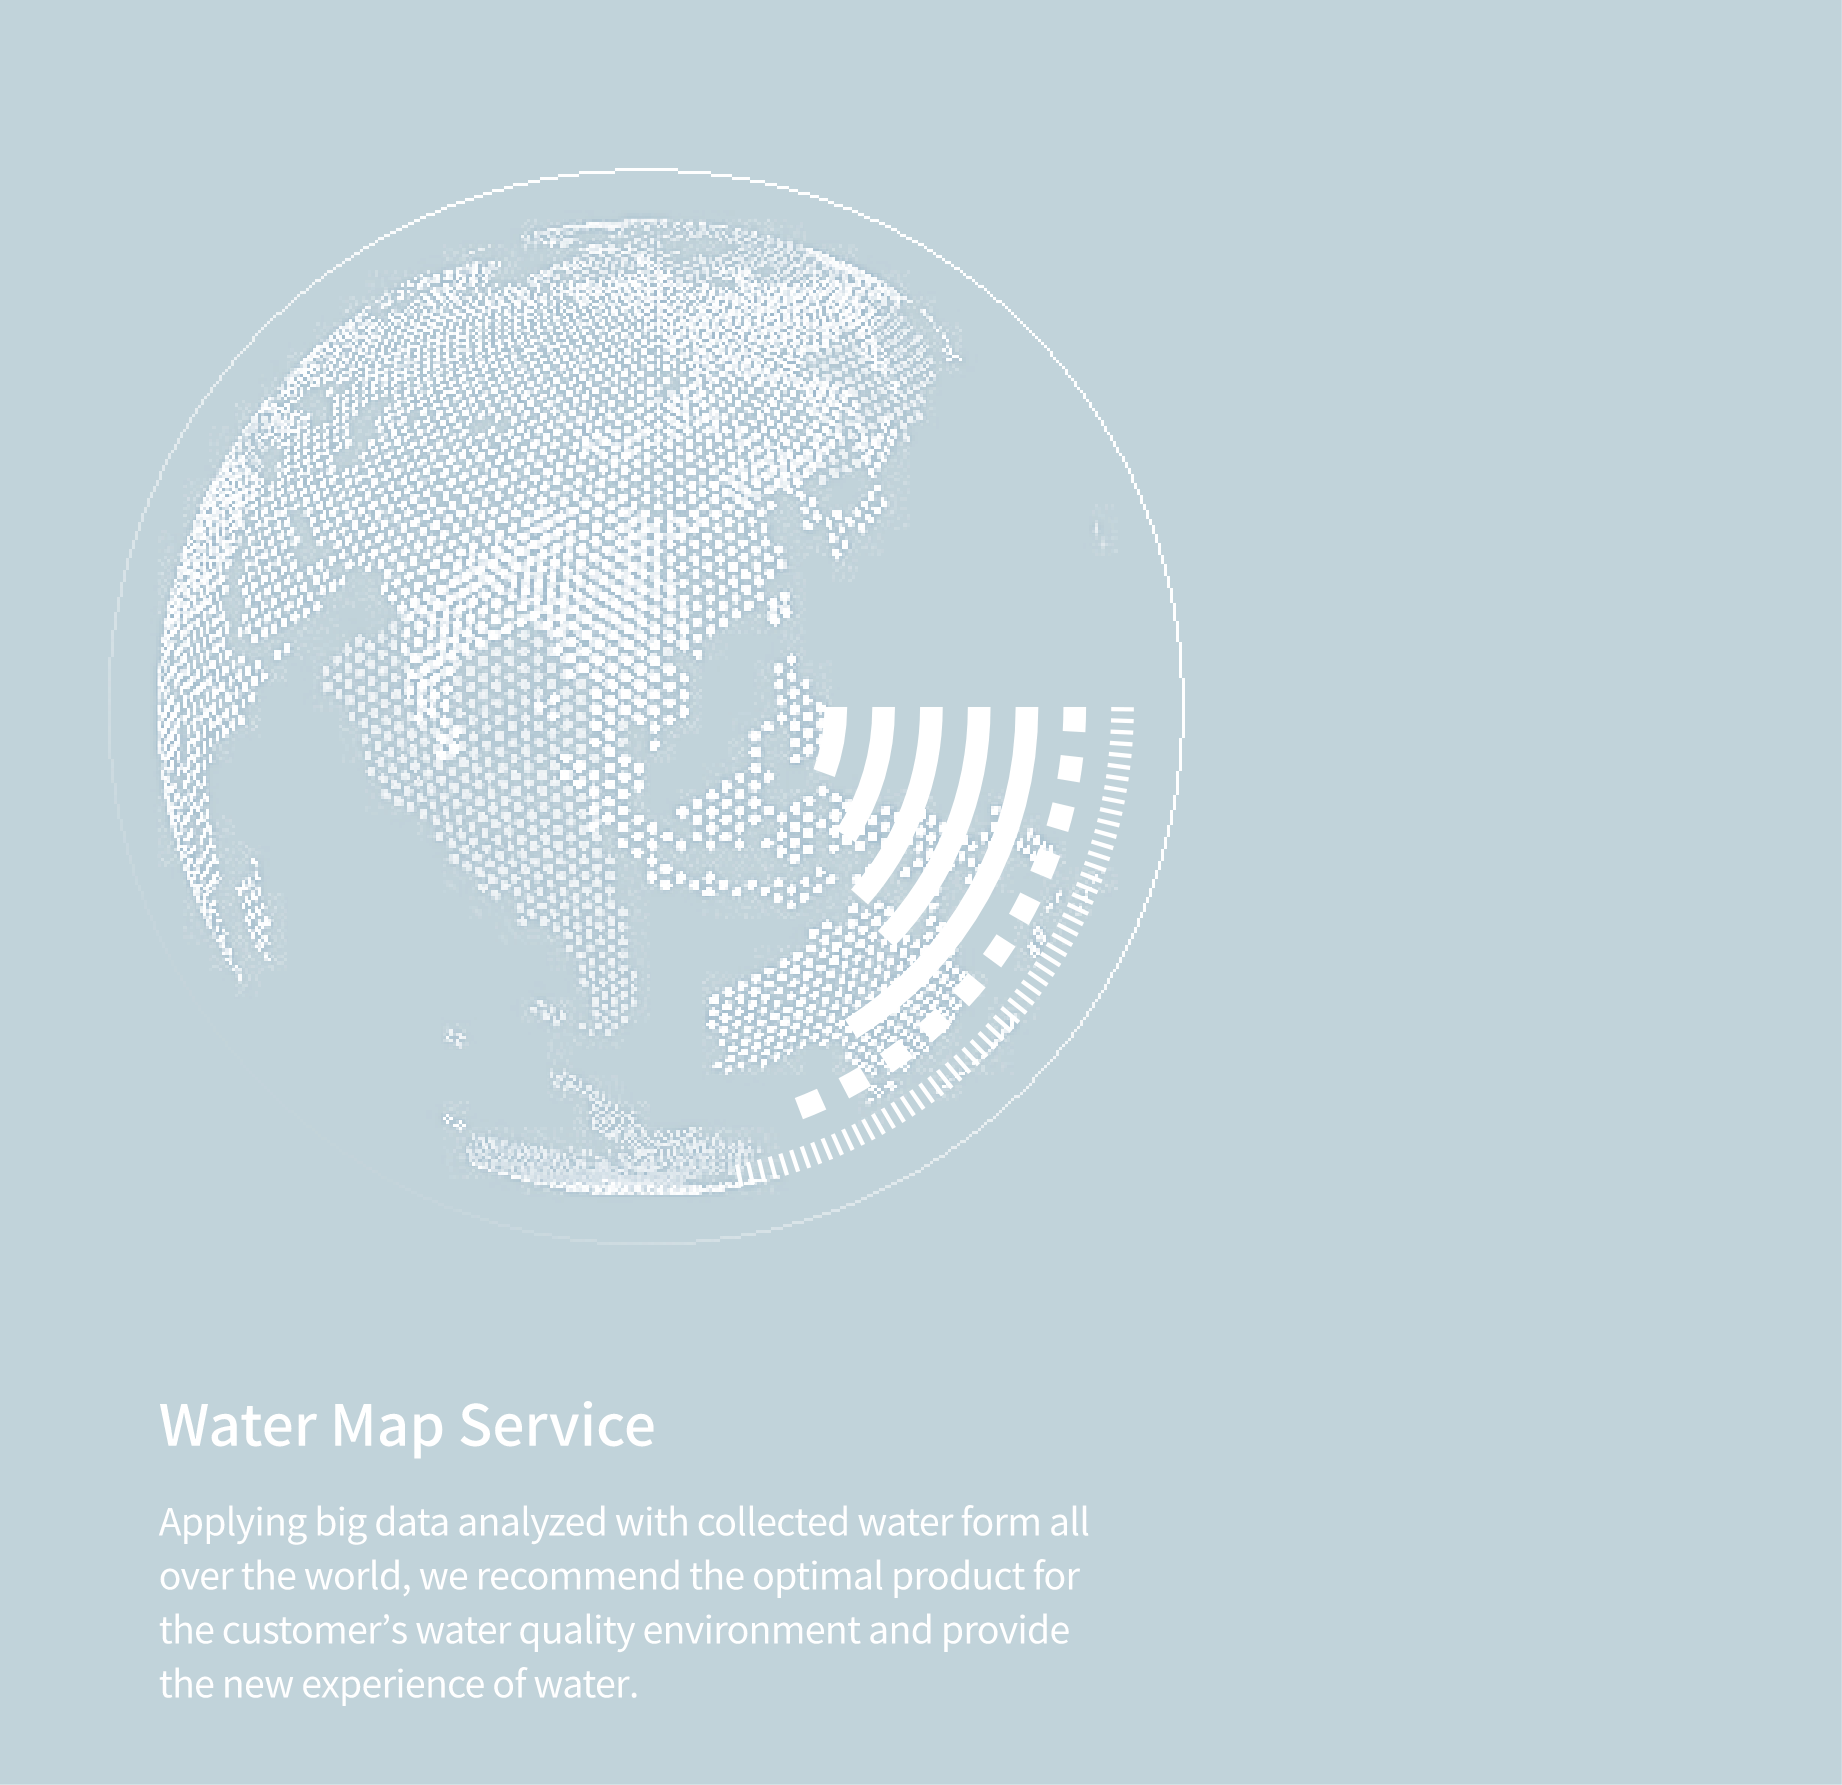 Water Map Service
Applying big data analyzed with collected water form all
over the world, we recommend the optimal product for
the customer’s water quality environment and provide
the new experience of water.